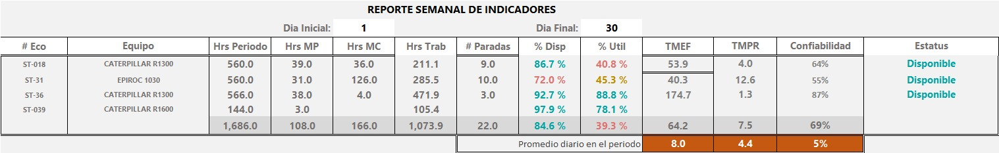 REPORTE SEMANAL DE INDICADORES
Dia Inicial: 1 Dia Final: 30
# Eco Equipo Hrs Periodo Hrs MP Hrs MC Hrs Trab # Paradas % Disp % Util TMEF TMPR Confiabilidad Estatus
ST-018 CATERPILLAR R1300 560.0 39.0 36.0 211.1 9.0 86.7 % 40.8 % 53.9 4.0 64% Disponible
ST-31 EPIROC 1030 560.0 31.0 126.0 285.5 10.0 72.0 % 45.3 % 40.3 12.6 55% Disponible
ST-36 CATERPILLAR R1300 566.0 38.0 4.0 471.9 3.0 92.7 % 88.8 % 174.7 1.3 87% Disponible
ST-039 CATERPILLAR R1600 144.0 3.0 105.4 97.9 % 78.1 %
1,686.0 108.0 166.0 1,073.9 22.0 84.6 % 39.3 % 64.2 7.5 69%
Promedio diario en el periodo 8.0 4.4 5%